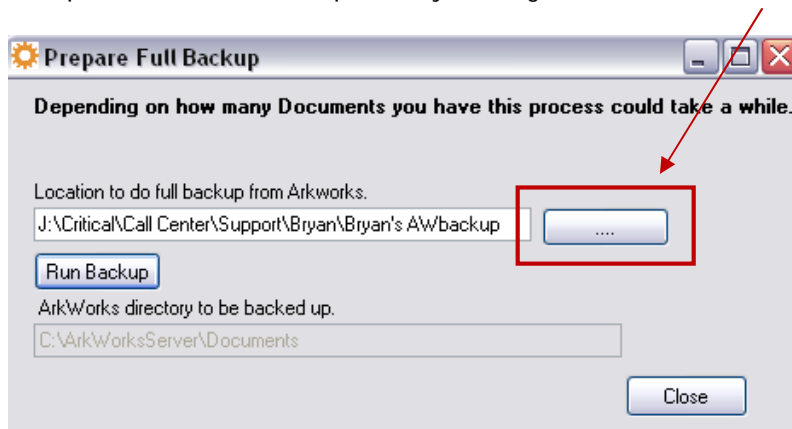 Prepare Full Backup
Depending on how many Documents you have this process could take a while.
Location to do full backup from Arkworks.
J:\Critical\Call Center\Support\Bryan\Bryan's AWbackup
....
Run Backup
ArkWorks directory to be backed up.
C:\ArkWorksServer\Documents
Close